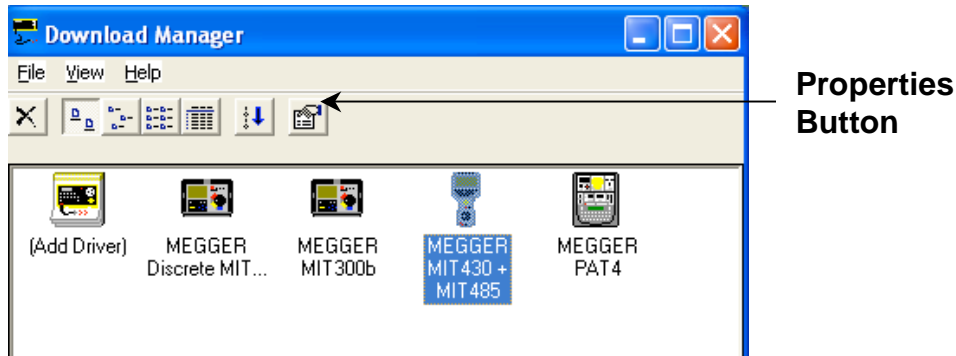 Download Manager
File View Help
Properties
Button
(Add Driver)
MEGGER
Discrete MIT...
MEGGER
MIT300b
MEGGER
MIT430 +
MIT485
MEGGER
PAT4